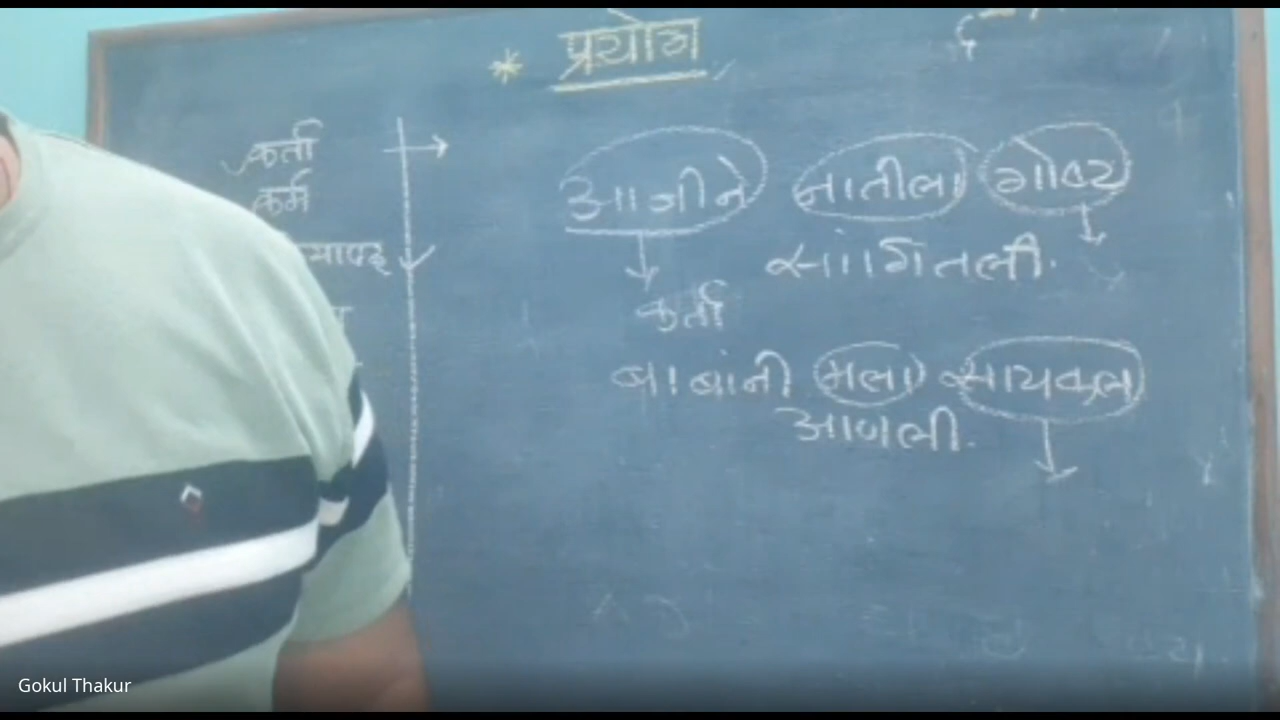 * प्रयोग
कर्ता
कर्म
आजीने नातीला गोष्ट
सांगितली.
कर्ता
बाबांनी मला सायकल
आणली.
Gokul Thakur